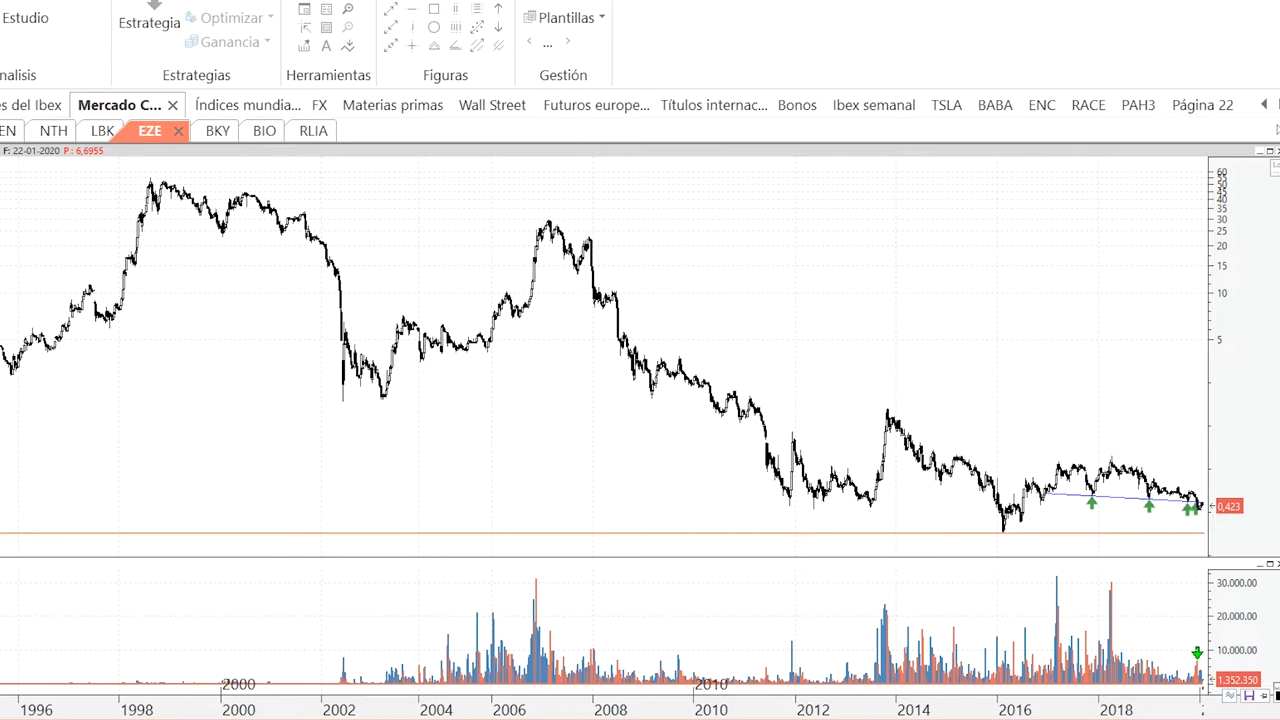 Estudio
Estrategia
Optimizar
Ganancia
Plantillas
...
nalisis
Estrategias
Herramientas
Figuras
Gestión
es del Ibex
Mercado C...
Índices mundia...
FX
Materias primas
Wall Street
Futuros europe...
Títulos internac...
Bonos
Ibex semanal
TSLA
BABA
ENC
RACE
PAH3
Página 22
EN
NTH
LBK
EZE
BKY
BIO
RLIA
F: 22-01-2020 P: 6,6955
60
55
50
45
40
35
30
25
20
15
10
5
0,423
30.000.00
20.000.00
10.000.00
1.352.350
2000
2010
1996
1998
2000
2002
2004
2006
2008
2010
2012
2014
2016
2018